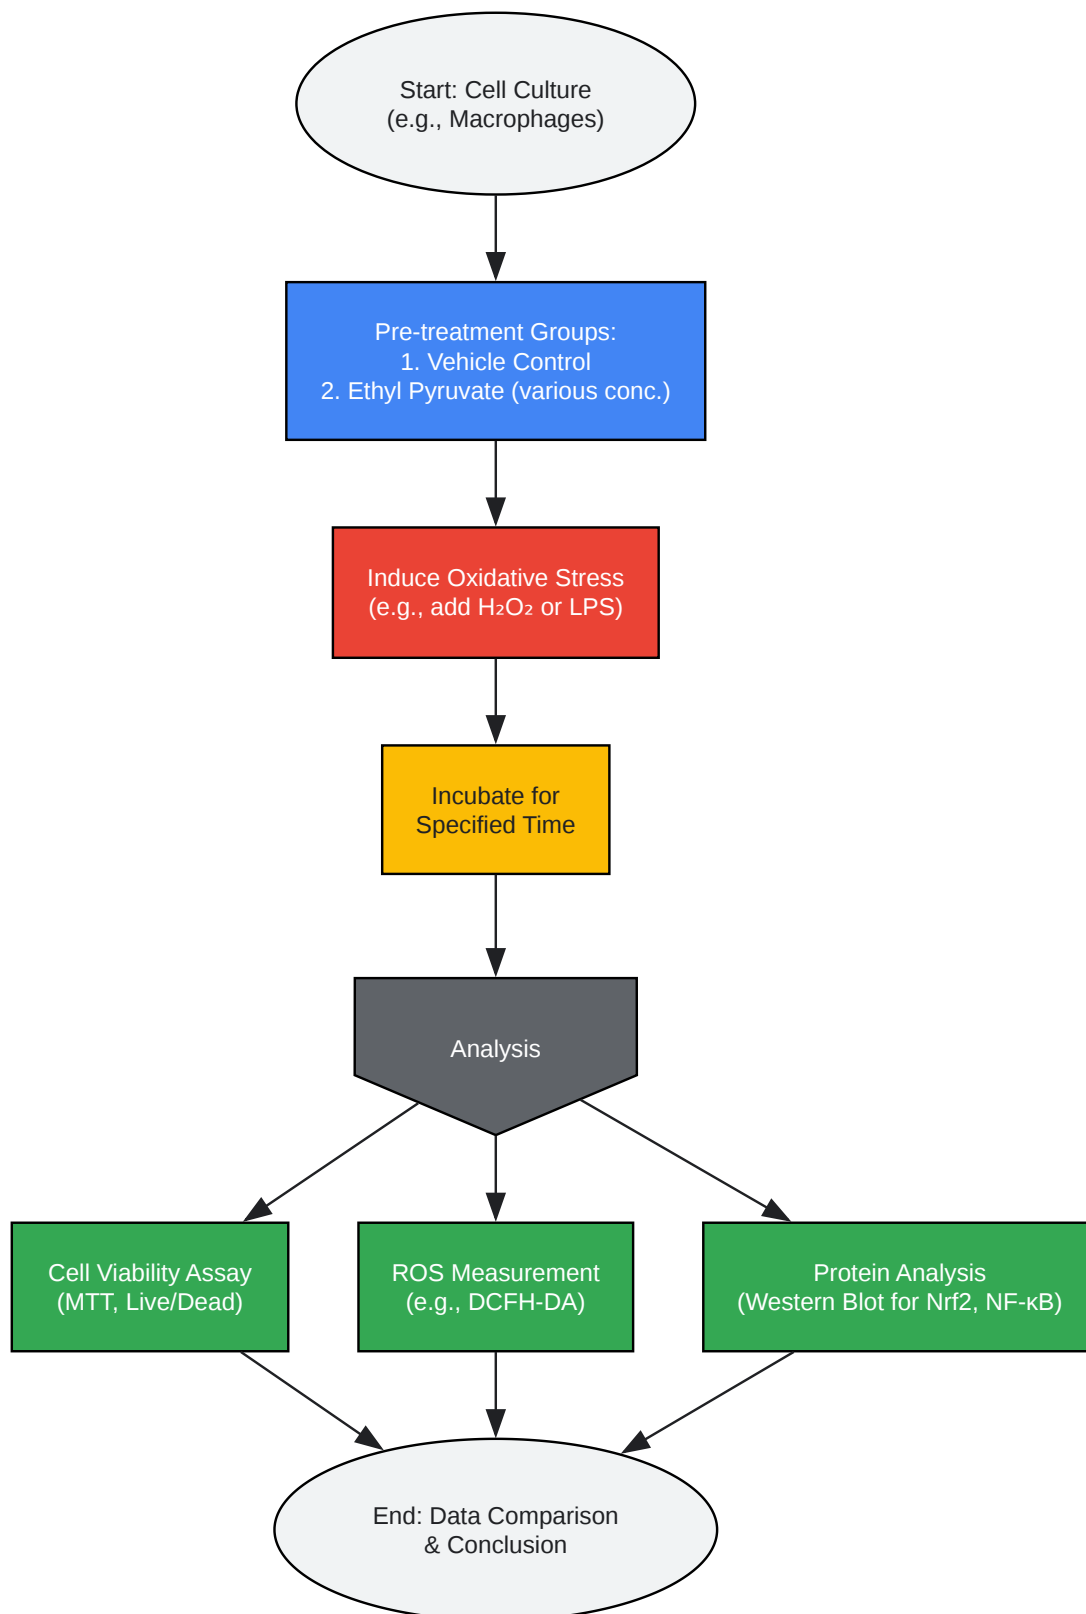 Start: Cell Culture
(e.g., Macrophages)
Pre-treatment Groups:
1. Vehicle Control
2. Ethyl Pyruvate (various conc.)
Induce Oxidative Stress
(e.g., add H₂O₂ or LPS)
Incubate for
Specified Time
Analysis
Cell Viability Assay
(MTT, Live/Dead)
ROS Measurement
(e.g., DCFH-DA)
Protein Analysis
(Western Blot for Nrf2, NF-κB)
End: Data Comparison
& Conclusion